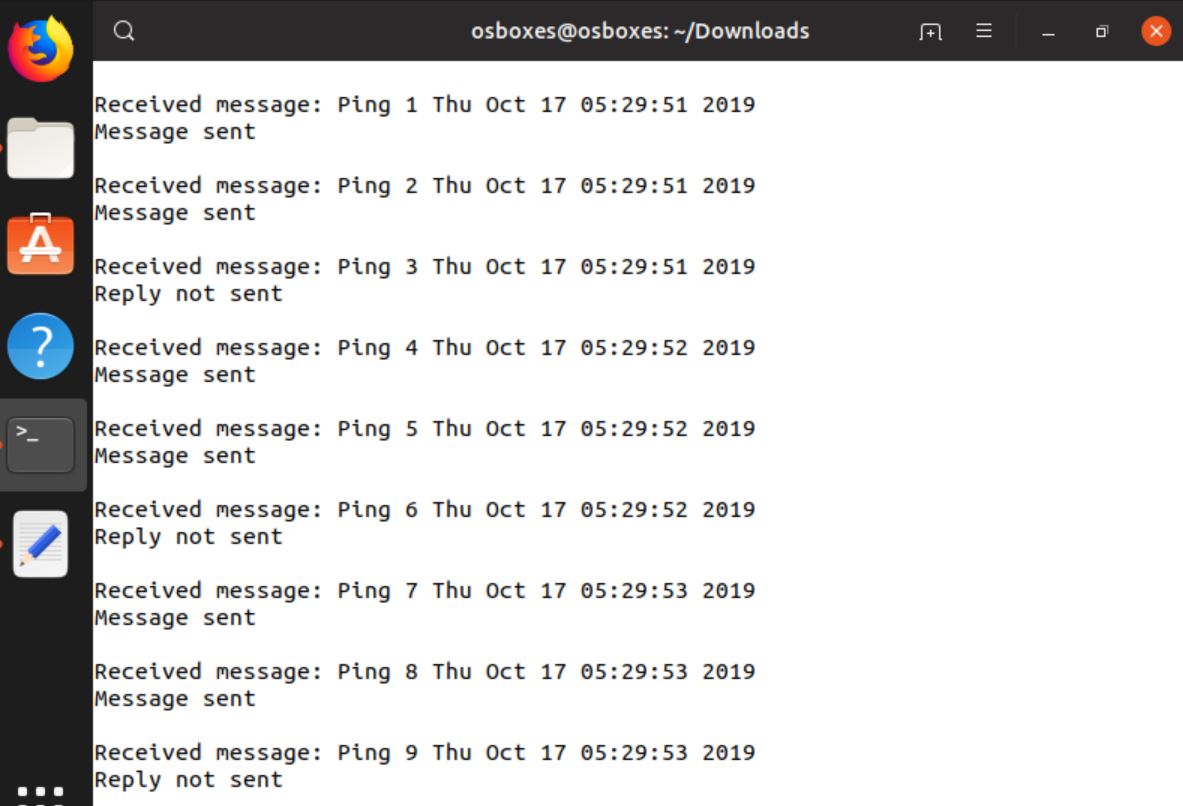 osboxes@osboxes: ~/Downloads
Received message: Ping 1 Thu Oct 17 05:29:51 2019
Message sent
Received message: Ping 2 Thu Oct 17 05:29:51 2019
Message sent
Received message: Ping 3 Thu Oct 17 05:29:51 2019
Reply not sent
Received message: Ping 4 Thu Oct 17 05:29:52 2019
Message sent
Received message: Ping 5 Thu Oct 17 05:29:52 2019
Message sent
Received message: Ping 6 Thu Oct 17 05:29:52 2019
Reply not sent
Received message: Ping 7 Thu Oct 17 05:29:53 2019
Message sent
Received message: Ping 8 Thu Oct 17 05:29:53 2019
Message sent
Received message: Ping 9 Thu Oct 17 05:29:53 2019
Reply not sent